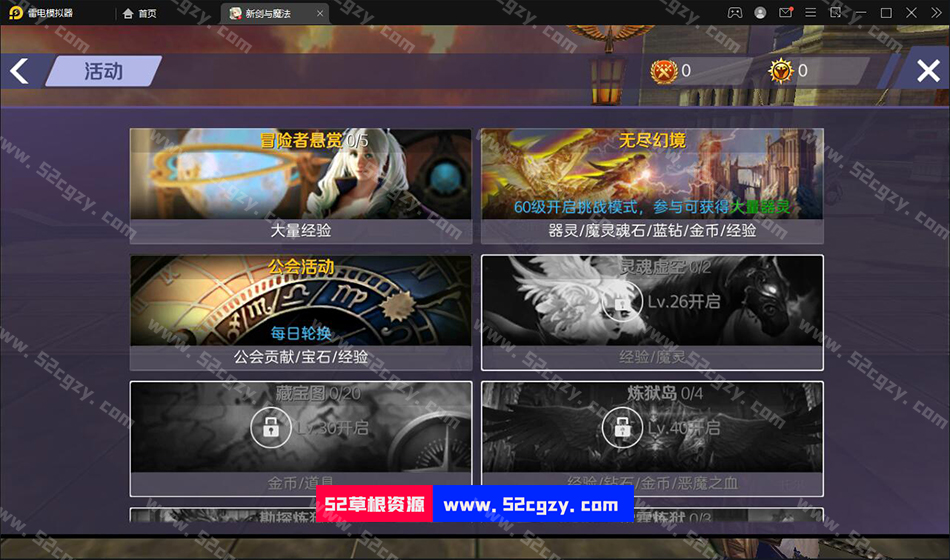 雷电模拟器
首页
新剑与魔法
活动
0
0
冒险者悬赏 0/5
大量经验
无尽幻境
60级开启挑战模式，参与可获得大量器灵
器灵/魔灵魂石/蓝钻/金币/经验
公会活动
每日轮换
公会贡献/宝石/经验
灵魂虚空 0/2
Lv.26开启
经验/魔灵
藏宝图 0/20
Lv.30开启
金币/道具
炼狱岛 0/4
Lv.40开启
经验/钻石/金币/恶魔之血
52草根资源
www.52cgzy.com
www.52cgzy.com